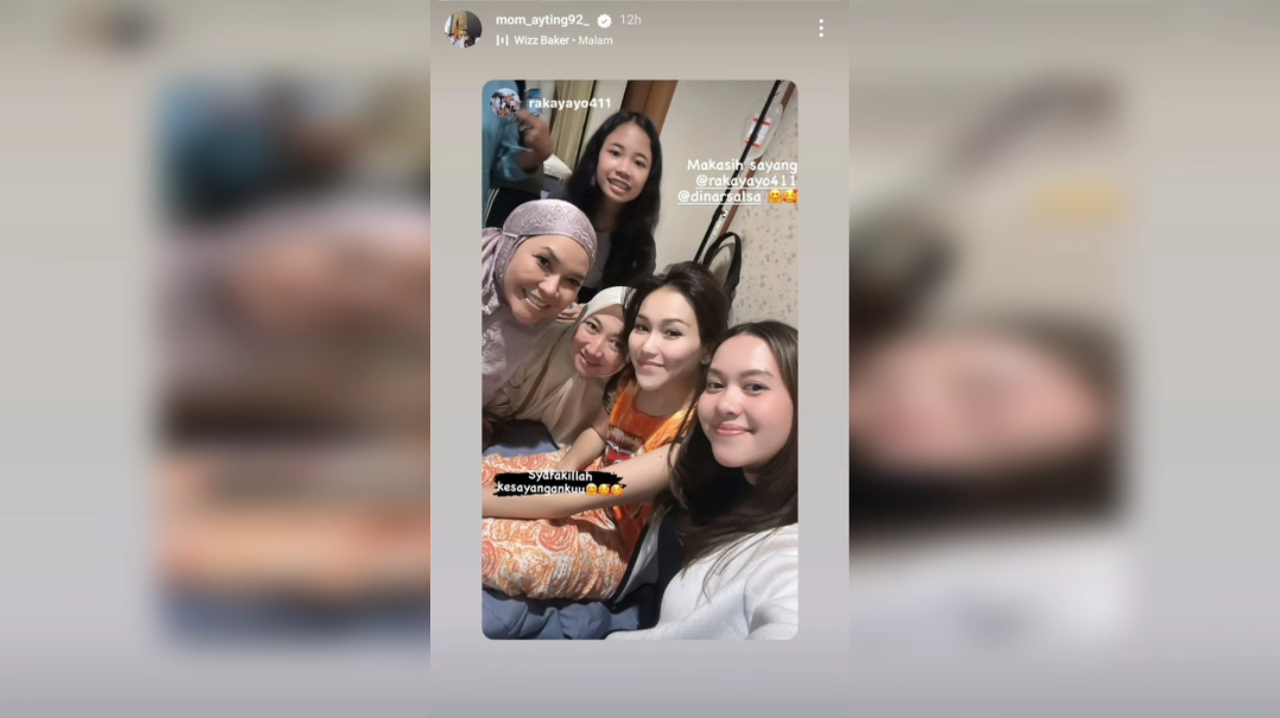 mom_ayting92_ 12h
Wizz Baker • Malam
rakayayo411
Makasih sayang
@rakayayo411
@dinarsalsa 🤗🥰
Syafakillah
kesayangankuu🤗🥰🥰